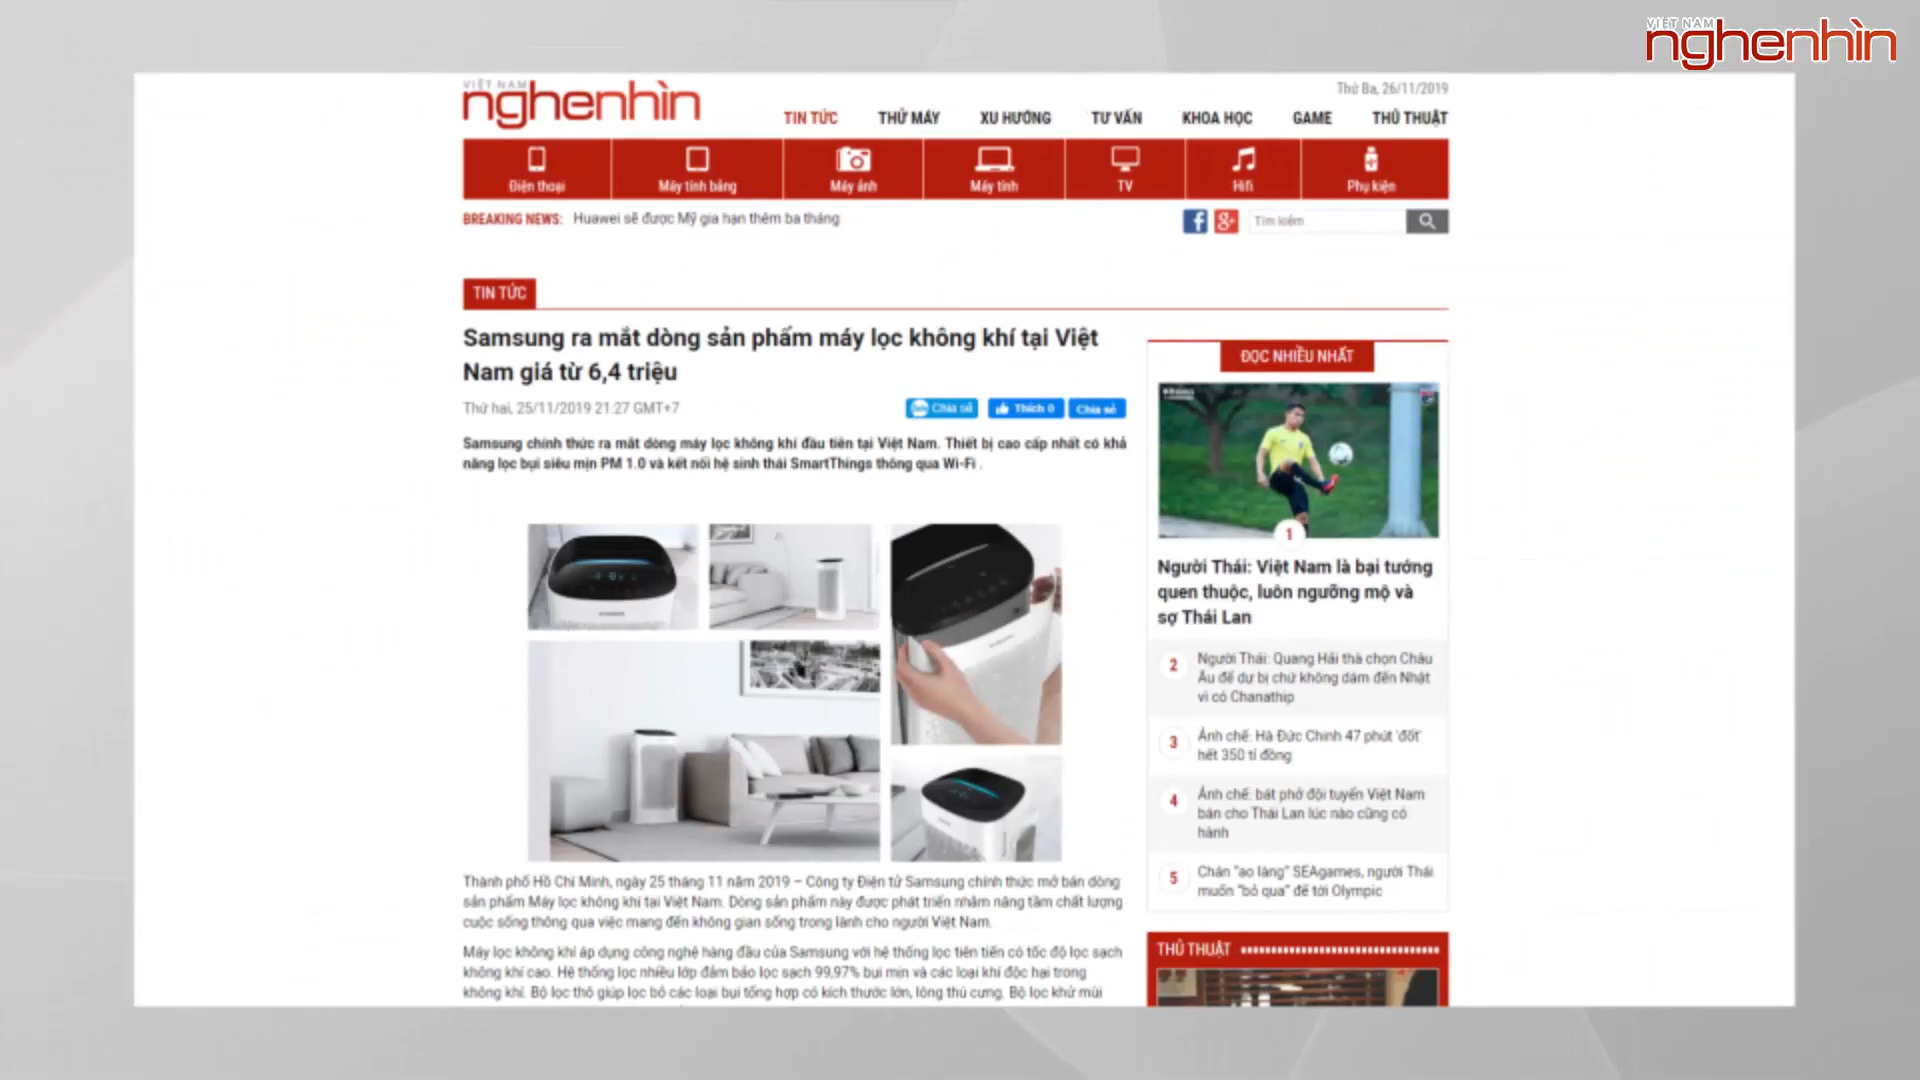 VIỆT NAM
nghenhìn
VIỆT NAM
nghenhìn
Thứ Ba, 26/11/2019
TIN TỨC THỬ MÁY XU HƯỚNG TƯ VẤN KHOA HỌC GAME THỦ THUẬT
Điện thoại Máy tính bảng Máy ảnh Máy tính TV Hifi Phụ kiện
BREAKING NEWS: Huawei sẽ được Mỹ gia hạn thêm ba tháng
Tìm kiếm
TIN TỨC
Samsung ra mắt dòng sản phẩm máy lọc không khí tại Việt
Nam giá từ 6,4 triệu
Thứ hai, 25/11/2019 21:27 GMT+7
Chia sẻ Thích 0 Chia sẻ
Samsung chính thức ra mắt dòng máy lọc không khí đầu tiên tại Việt Nam. Thiết bị cao cấp nhất có khả
năng lọc bụi siêu mịn PM 1.0 và kết nối hệ sinh thái SmartThings thông qua Wi-Fi .
Thành phố Hồ Chí Minh, ngày 25 tháng 11 năm 2019 – Công ty Điện tử Samsung chính thức mở bán dòng
sản phẩm Máy lọc không khí tại Việt Nam. Dòng sản phẩm này được phát triển nhằm nâng tầm chất lượng
cuộc sống thông qua việc mang đến không gian sống trong lành cho người Việt Nam.
Máy lọc không khí áp dụng công nghệ hàng đầu của Samsung với hệ thống lọc tiên tiến có tốc độ lọc sạch
không khí cao. Hệ thống lọc nhiều lớp đảm bảo lọc sạch 99,97% bụi mịn và các loại khí độc hại trong
không khí. Bộ lọc thô giúp lọc bỏ các loại bụi tổng hợp có kích thước lớn, lông thú cưng. Bộ lọc khử mùi
ĐỌC NHIỀU NHẤT
1
Người Thái: Việt Nam là bại tướng
quen thuộc, luôn ngưỡng mộ và
sợ Thái Lan
2
Người Thái: Quang Hải thà chọn Châu
Âu để dự bị chứ không dám đến Nhật
vì có Chanathip
3
Ảnh chế: Hà Đức Chinh 47 phút 'đốt'
hết 350 tỉ đồng
4
Ảnh chế: bát phở đội tuyển Việt Nam
bán cho Thái Lan lúc nào cũng có
hành
5
Chán "ao làng" SEAgames, người Thái
muốn "bỏ qua" để tới Olympic
THỦ THUẬT